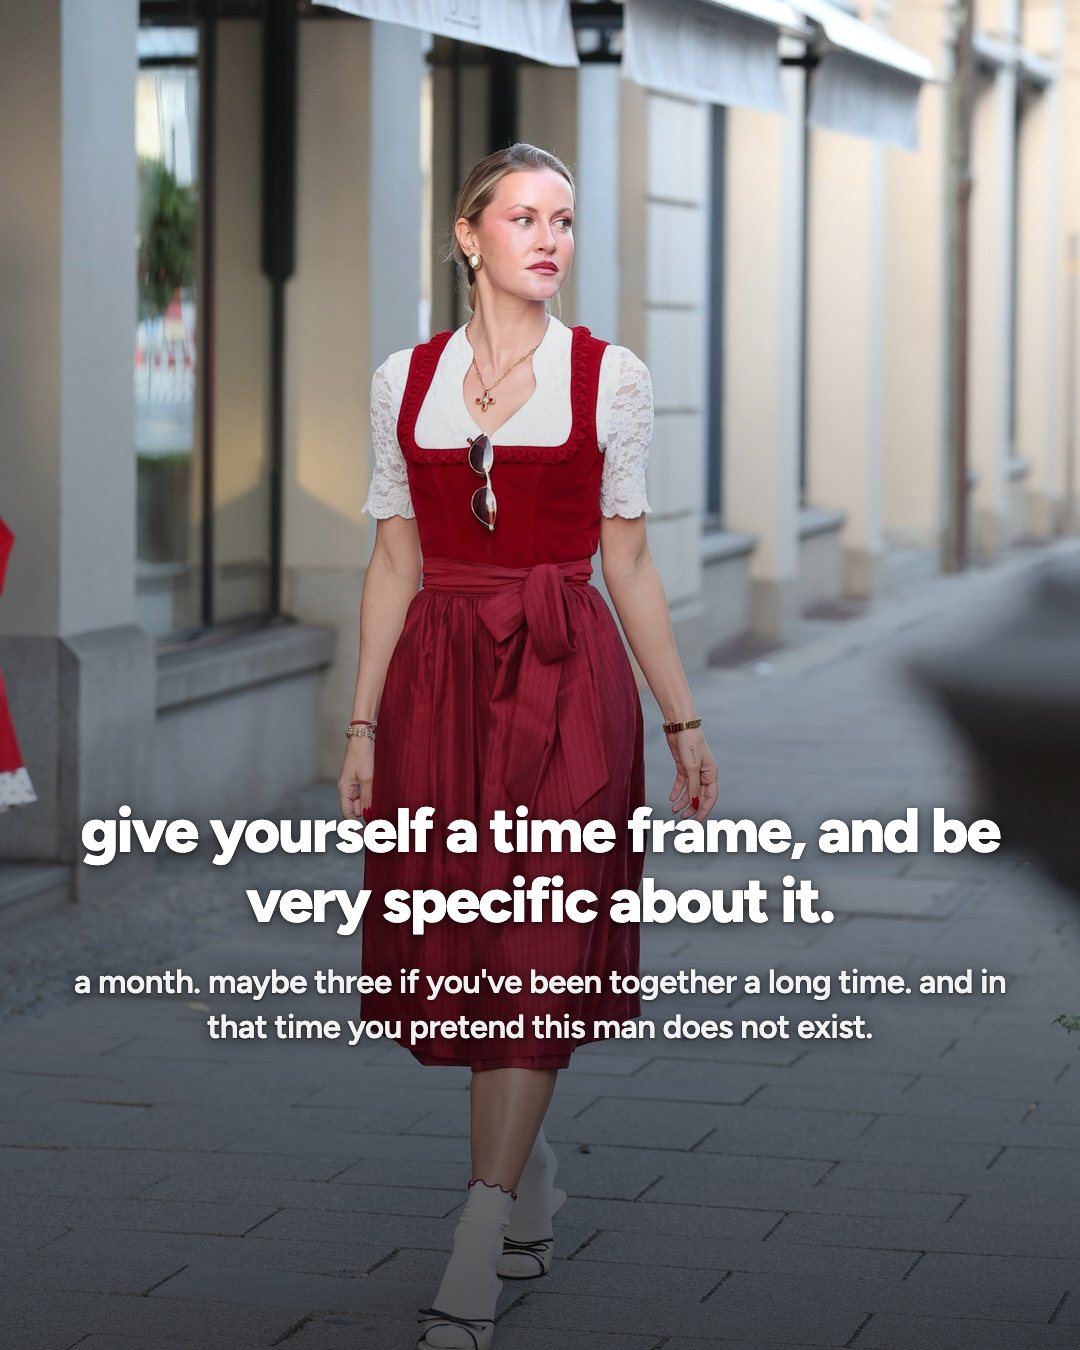 give yourself a time frame, and be
very specific about it.
a month. maybe three if you've been together a long time. and in
that time you pretend this man does not exist.